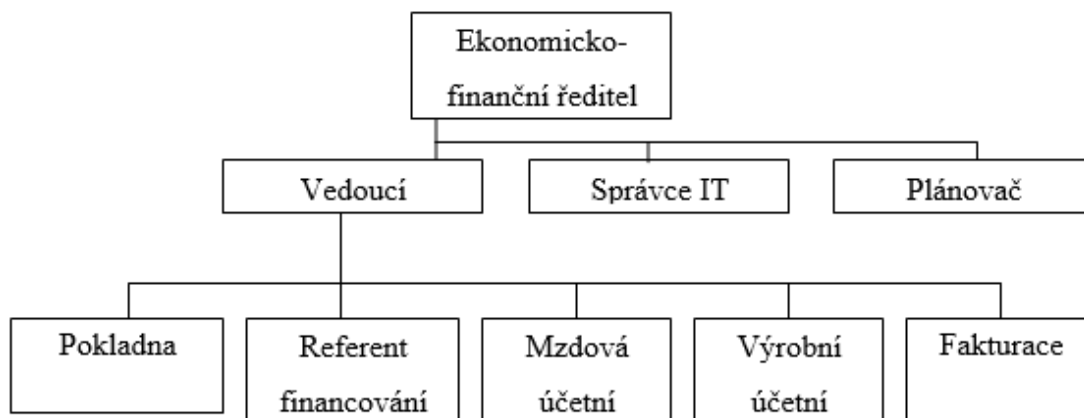 Ekonomicko-
finanční ředitel
Vedoucí
Správce IT
Plánovač
Pokladna
Referent
financování
Mzdová
účetní
Výrobní
účetní
Fakturace